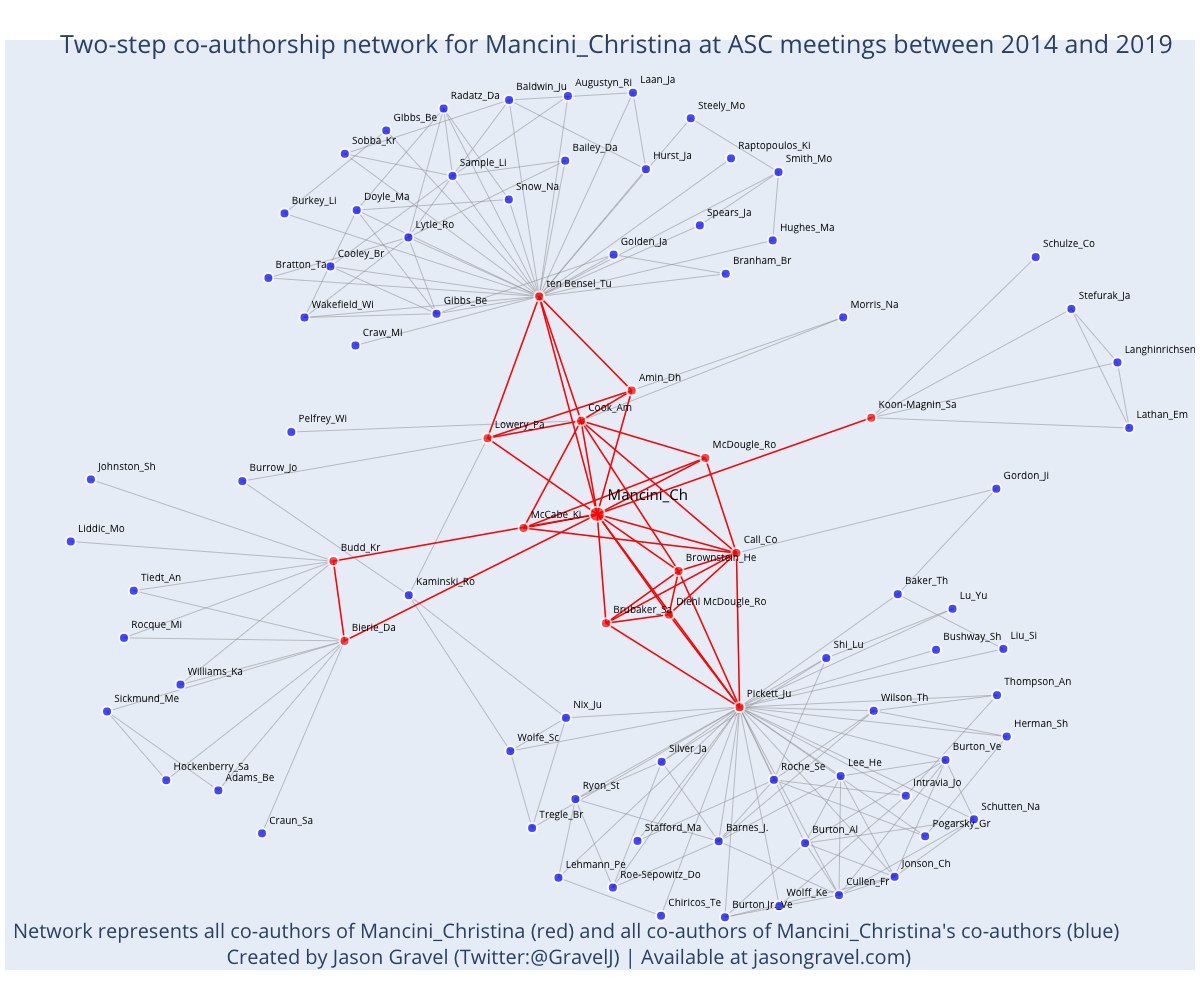 Two-step co-authorship network for Mancini_Christina at ASC meetings between 2014 and 2019
Laan_Ja
Augustyn_Ri
Baldwin_Ju
Radatz_Da
Steely_Mo
Gibbs_Be
Sobba_Kr
Raptopoulos_Ki
Bailey_Da
Hurst_Ja
Smith_Mo
Sample_Li
Snow_Na
Doyle_Ma
Burkey_Li
Spears_Ja
Lytle_Ro
Hughes_Ma
Golden_Ja
Schulze_Co
Cooley_Br
Branham_Br
Bratton_Ta
ten Bensel_Tu
Stefurak_Ja
Gibbs_Be
Wakefield_Wi
Morris_Na
Craw_Mi
Langhinrichsen
Amin_Dh
Koon-Magnin_Sa
Cook_Am
Lathan_Em
Pelfrey_Wi
Lowery_Pa
McDougle_Ro
Johnston_Sh
Burrow_Jo
Gordon_Ji
Mancini_Ch
McCabe_Ki
Liddic_Mo
Call_Co
Budd_Kr
Brownstein_He
Tiedt_An
Kaminski_Ro
Baker_Th
Lu_Yu
Diehl McDougle_Ro
Brubaker_Sa
Rocque_Mi
Bierie_Da
Bushway_Sh
Liu_Si
Shi_Lu
Williams_Ka
Pickett_Ju
Thompson_An
Sickmund_Me
Wilson_Th
Nix_Ju
Herman_Sh
Wolfe_Sc
Silver_Ja
Burton_Ve
Hockenberry_Sa
Roche_Se
Lee_He
Adams_Be
Ryon_St
Intravia_Jo
Schutten_Na
Craun_Sa
Tregle_Br
Stafford_Ma
Barnes_J.
Burton_Al
Pogarsky_Gr
Lehmann_Pe
Roe-Sepowitz_Do
Jonson_Ch
Cullen_Fr
Wolff_Ke
Chiricos_Te
Burton Jr._Ve
Network represents all co-authors of Mancini_Christina (red) and all co-authors of Mancini_Christina's co-authors (blue)
Created by Jason Gravel (Twitter:@GravelJ) | Available at jasongravel.com)